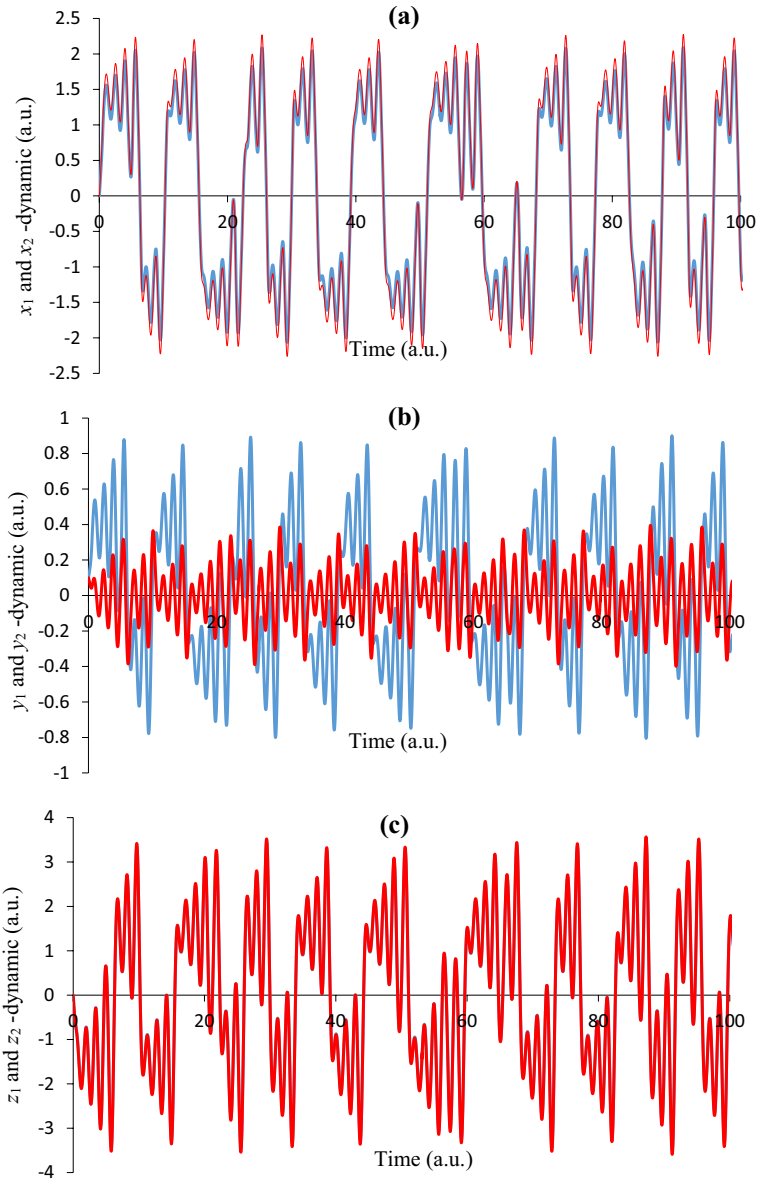 (a)
2.5
2
1.5
1
0.5
0
-0.5
-1
-1.5
-2
-2.5
0 20 40 60 80 100
Time (a.u.)
x₁ and x₂ -dynamic (a.u.)
(b)
1
0.8
0.6
0.4
0.2
0
-0.2
-0.4
-0.6
-0.8
-1
0 20 40 60 80 100
Time (a.u.)
y₁ and y₂ -dynamic (a.u.)
(c)
4
3
2
1
0
-1
-2
-3
-4
0 20 40 60 80 100
Time (a.u.)
z₁ and z₂ -dynamic (a.u.)